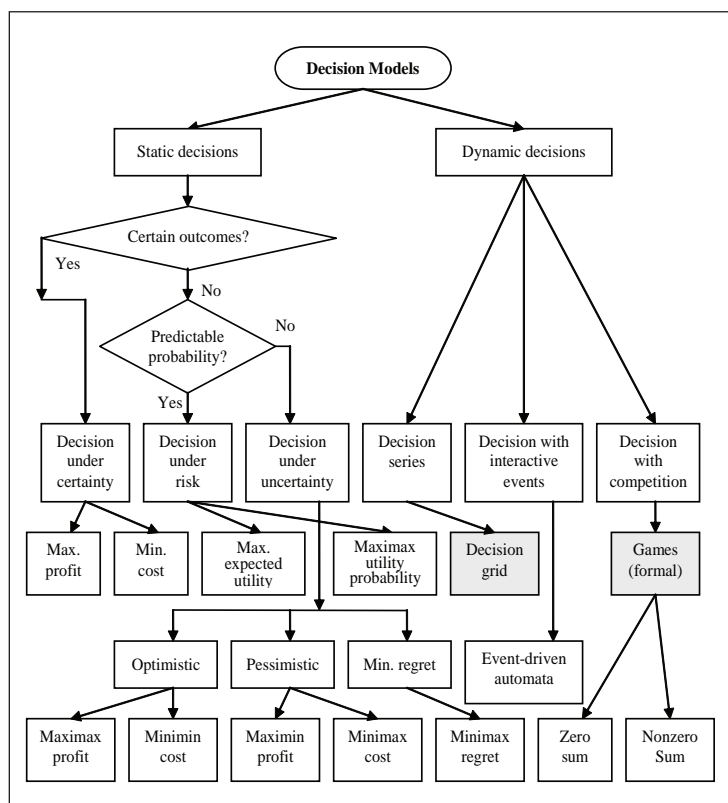 Decision Models
Static decisions
Dynamic decisions
Certain outcomes?
Yes
No
Predictable
probability?
No
Yes
Decision
under
certainty
Decision
under
risk
Decision
under
uncertainty
Decision
series
Decision with
interactive
events
Decision
with
competition
Max.
profit
Min.
cost
Max.
expected
utility
Maximax
utility
probability
Decision
grid
Games
(formal)
Optimistic
Pessimistic
Min. regret
Event-driven
automata
Maximax
profit
Minimin
cost
Maximin
profit
Minimax
cost
Minimax
regret
Zero
sum
Nonzero
Sum